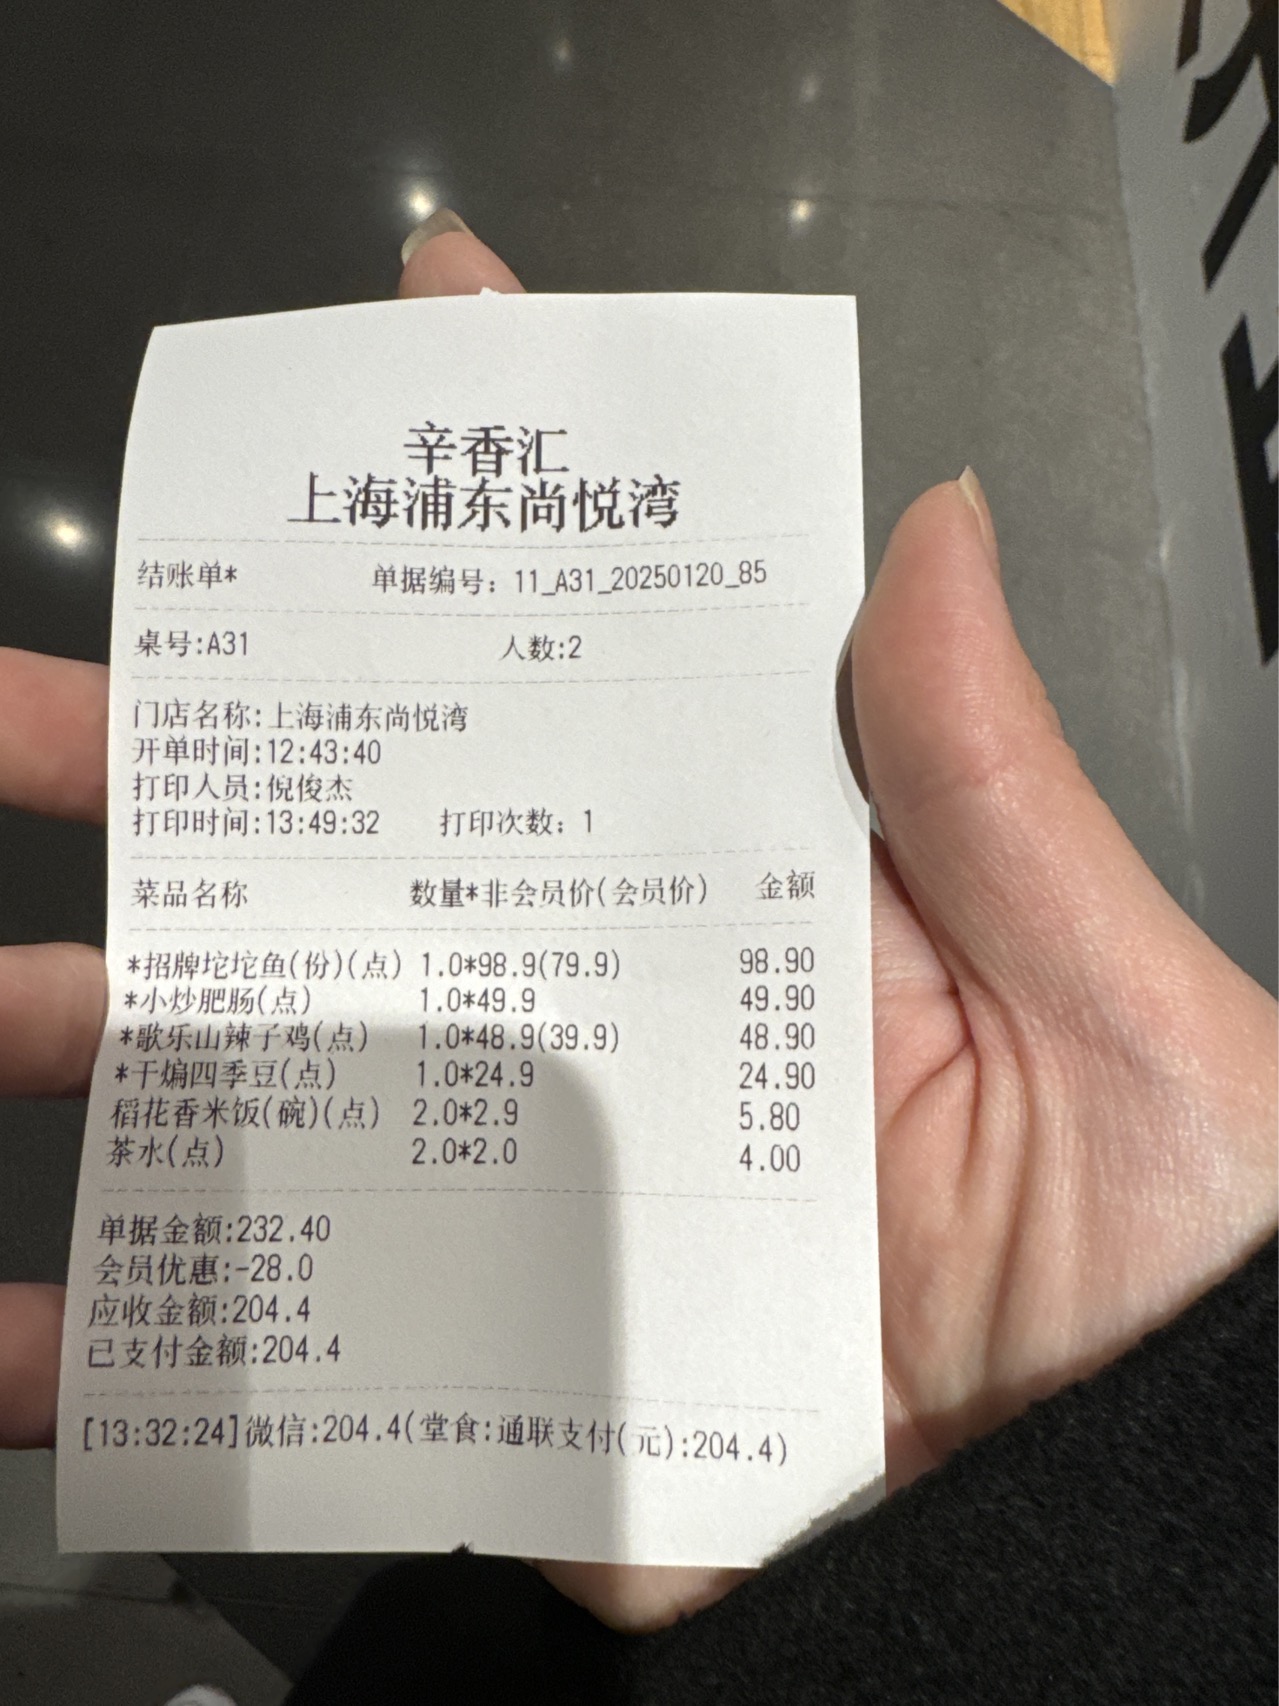 辛香汇
上海浦东尚悦湾
结账单* 单据编号：11_A31_20250120_85
桌号:A31 人数:2
门店名称:上海浦东尚悦湾
开单时间:12:43:40
打印人员:倪俊杰
打印时间:13:49:32 打印次数：1
菜品名称 数量*非会员价(会员价) 金额
*招牌坨坨鱼(份)(点) 1.0*98.9(79.9) 98.90
*小炒肥肠(点) 1.0*49.9 49.90
*歌乐山辣子鸡(点) 1.0*48.9(39.9) 48.90
*干煸四季豆(点) 1.0*24.9 24.90
稻花香米饭(碗)(点) 2.0*2.9 5.80
茶水(点) 2.0*2.0 4.00
单据金额:232.40
会员优惠:-28.0
应收金额:204.4
已支付金额:204.4
[13:32:24]微信:204.4(堂食:通联支付(元):204.4)